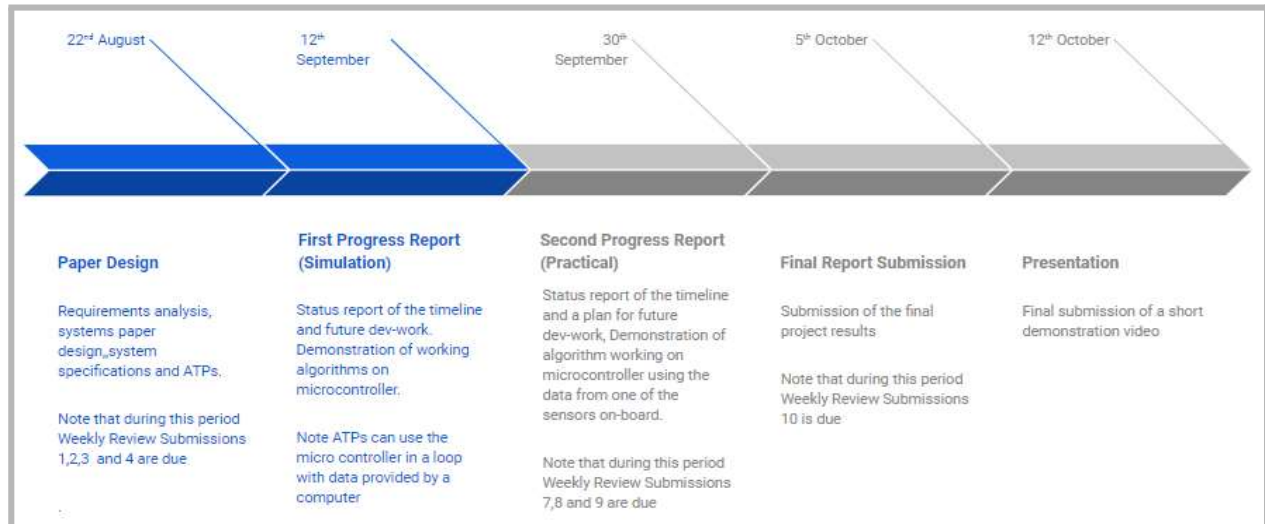 22nd August
12th
September
30th
September
5th October
12th October
Paper Design
Requirements analysis,
systems paper
design,,system
specifications and ATPs.
Note that during this period
Weekly Review Submissions
1,2,3 and 4 are due
.
First Progress Report
(Simulation)
Status report of the timeline
and future dev-work.
Demonstration of working
algorithms on
microcontroller.
Note ATPs can use the
micro controller in a loop
with data provided by a
computer
Second Progress Report
(Practical)
Status report of the timeline
and a plan for future
dev-work, Demonstration of
algorithm working on
microcontroller using the
data from one of the
sensors on-board.
Note that during this period
Weekly Review Submissions
7,8 and 9 are due
Final Report Submission
Submission of the final
project results
Note that during this period
Weekly Review Submissions
10 is due
Presentation
Final submission of a short
demonstration video